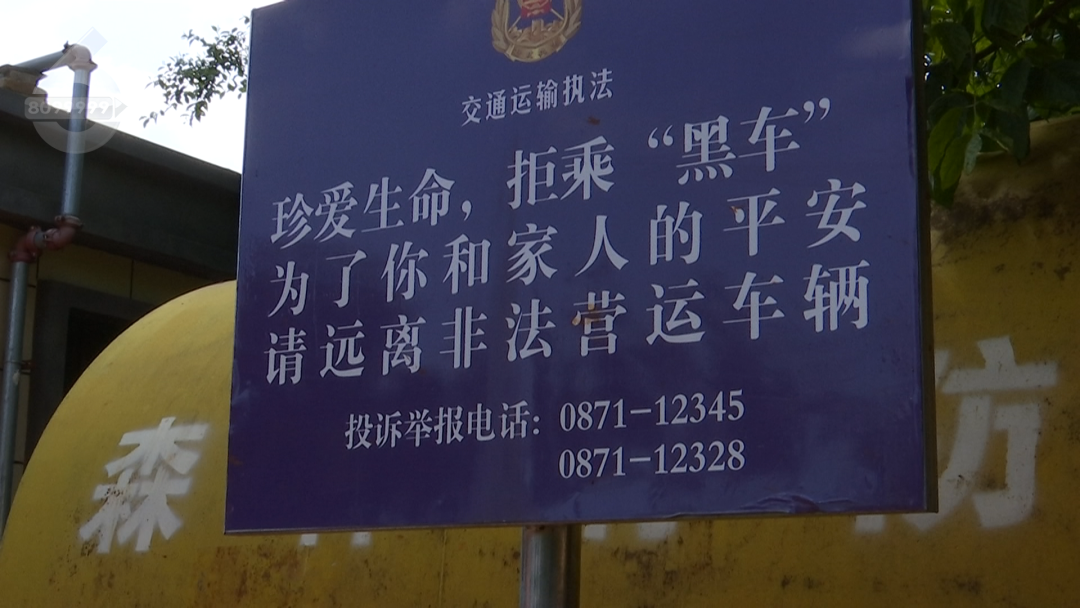 交通运输执法
珍爱生命，拒乘“黑车”
为了你和家人的平安
请远离非法营运车辆
投诉举报电话：0871-12345
0871-12328
森
防